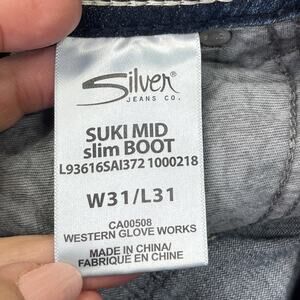 Silver®
JEANS CO.
SUKI MID
slim BOOT
L93616SAI372 1000218
W31/L31
CA00508
WESTERN GLOVE WORKS
MADE IN CHINA/
FABRIQUÉ EN CHINE